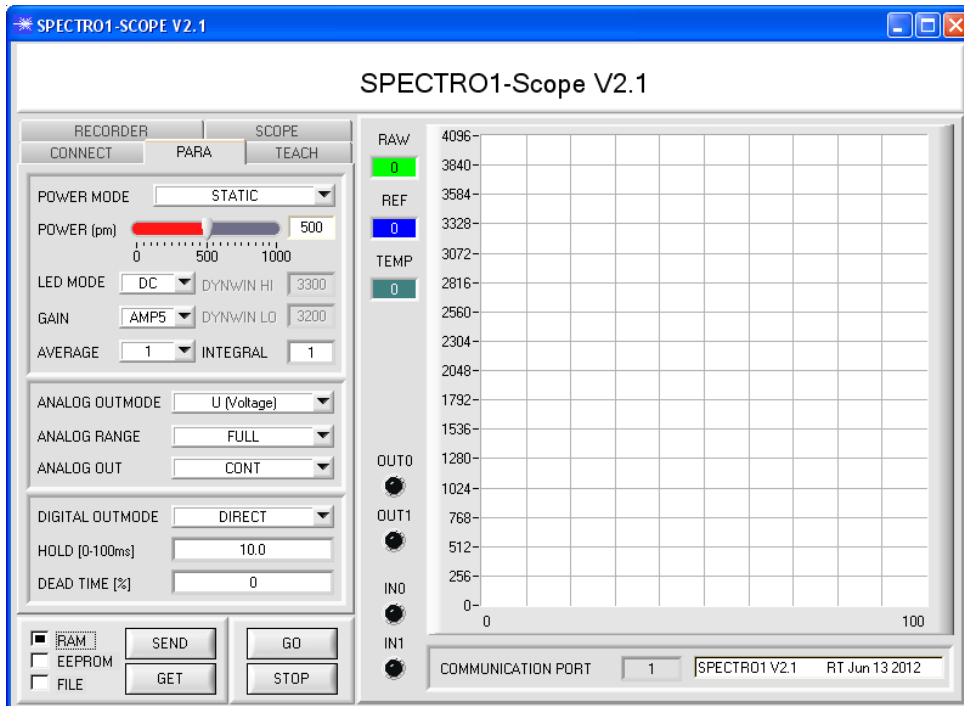 SPECTRO1-SCOPE V2.1
SPECTRO1-Scope V2.1
RECORDER SCOPE
CONNECT PARA TEACH
POWER MODE STATIC
POWER (pm) 500
0 500 1000
LED MODE DC DYNWIN HI 3300
GAIN AMP5 DYNWIN LO 3200
AVERAGE 1 INTEGRAL 1
ANALOG OUTMODE U (Voltage)
ANALOG RANGE FULL
ANALOG OUT CONT
DIGITAL OUTMODE DIRECT
HOLD [0-100ms] 10.0
DEAD TIME [%] 0
RAM
EEPROM
FILE
SEND
GET
GO
STOP
RAW
0
REF
0
TEMP
0
OUT0
OUT1
IN0
IN1
4096
3840
3584
3328
3072
2816
2560
2304
2048
1792
1536
1280
1024
768
512
256
0
0 100
COMMUNICATION PORT 1 SPECTRO1 V2.1 RT Jun 13 2012